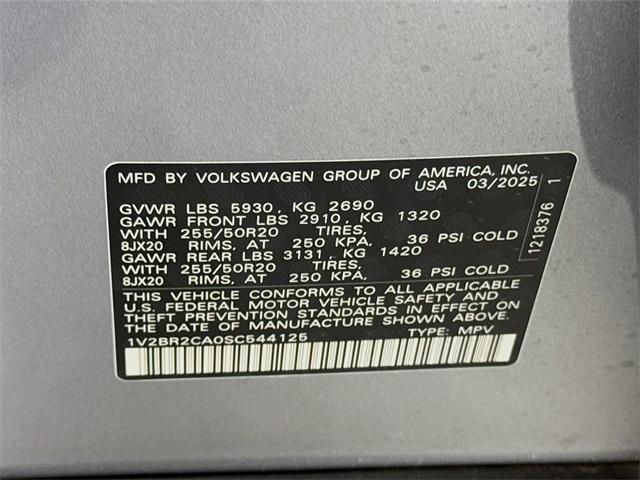 MFD BY VOLKSWAGEN GROUP OF AMERICA, INC.
USA 03/2025
GVWR LBS 5930, KG 2690
GAWR FRONT LBS 2910, KG 1320
WITH 255/50R20 TIRES,
8JX20 RIMS, AT 250 KPA, 36 PSI COLD
GAWR REAR LBS 3131, KG 1420
WITH 255/50R20 TIRES,
8JX20 RIMS, AT 250 KPA, 36 PSI COLD
THIS VEHICLE CONFORMS TO ALL APPLICABLE
U.S. FEDERAL MOTOR VEHICLE SAFETY AND
THEFT PREVENTION STANDARDS IN EFFECT ON
THE DATE OF MANUFACTURE SHOWN ABOVE.
1V2BR2CA0SC544125 TYPE: MPV
1218376 1